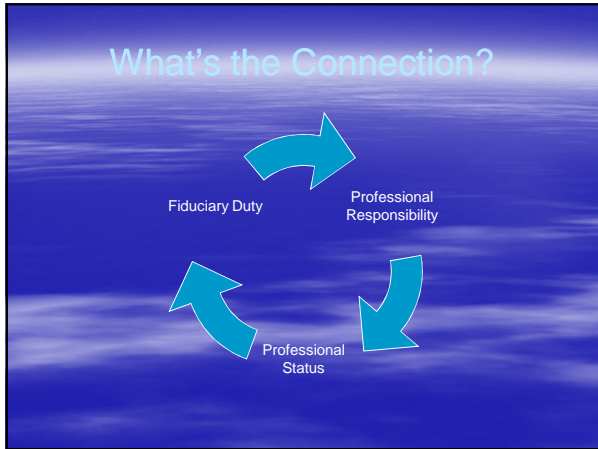 What's the Connection?
Fiduciary Duty
Professional
Responsibility
Professional
Status